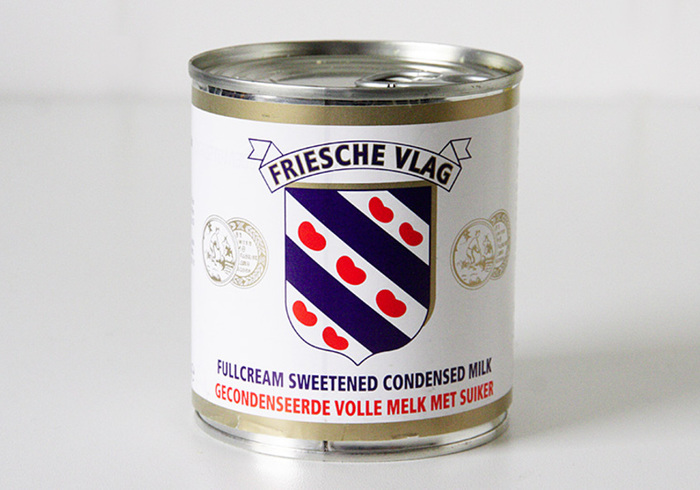 FRIESCHE VLAG
FULLCREAM SWEETENED CONDENSED MILK
GECONDENSEERDE VOLLE MELK MET SUIKER